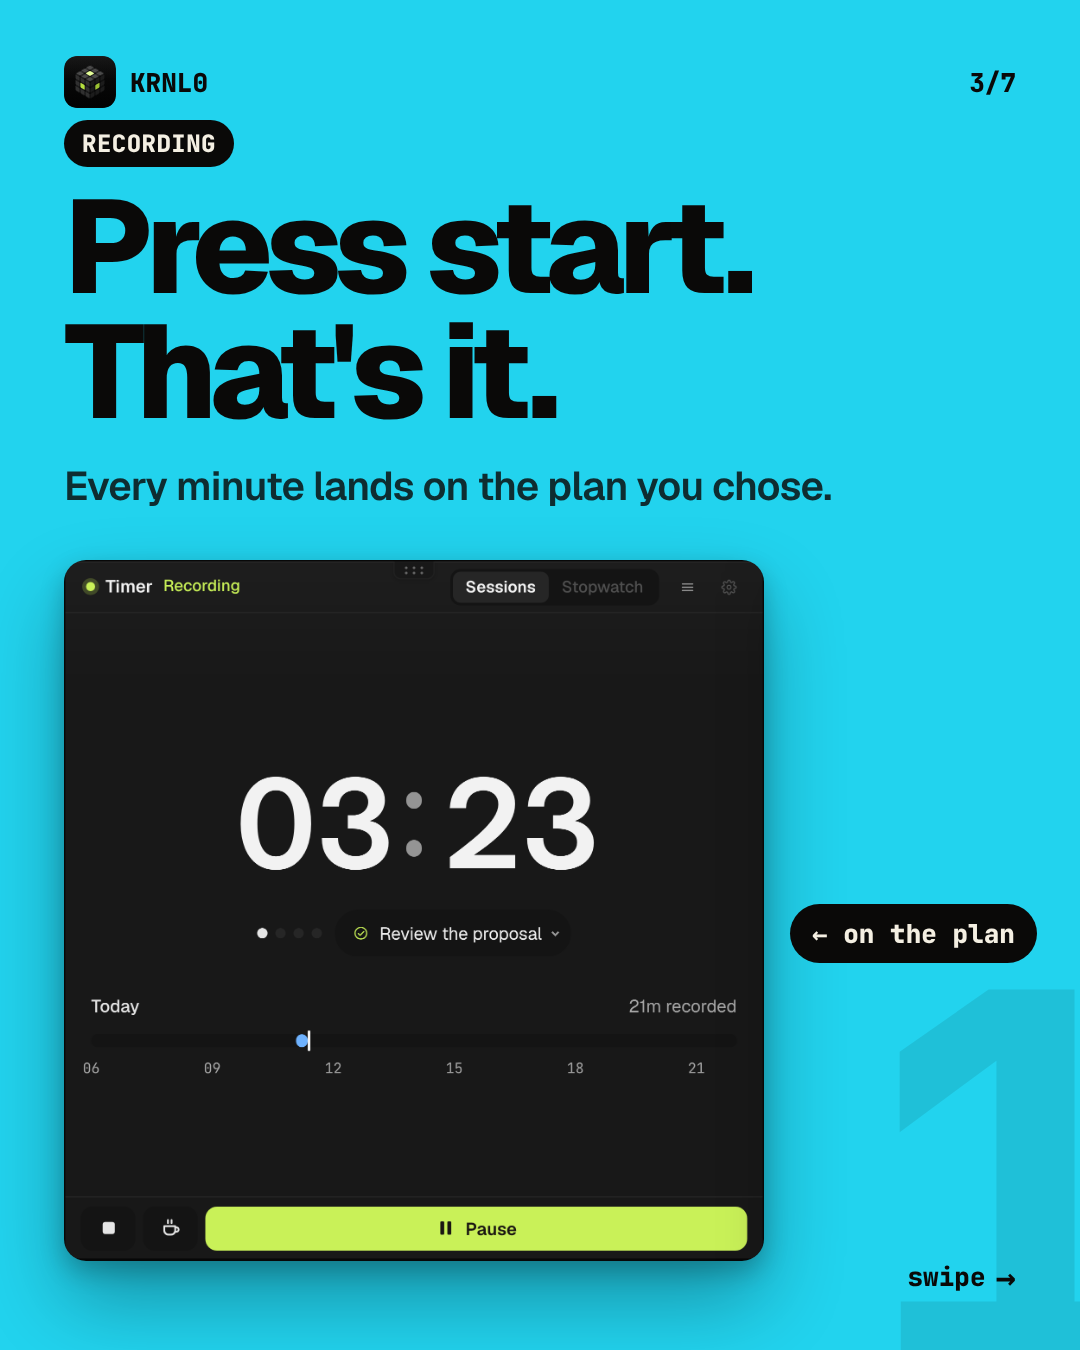 KRNL0
3/7
RECORDING
Press start.
That's it.
Every minute lands on the plan you chose.
Timer Recording
Sessions Stopwatch
03:23
Review the proposal
← on the plan
Today
21m recorded
06 09 12 15 18 21
Pause
1
swipe →